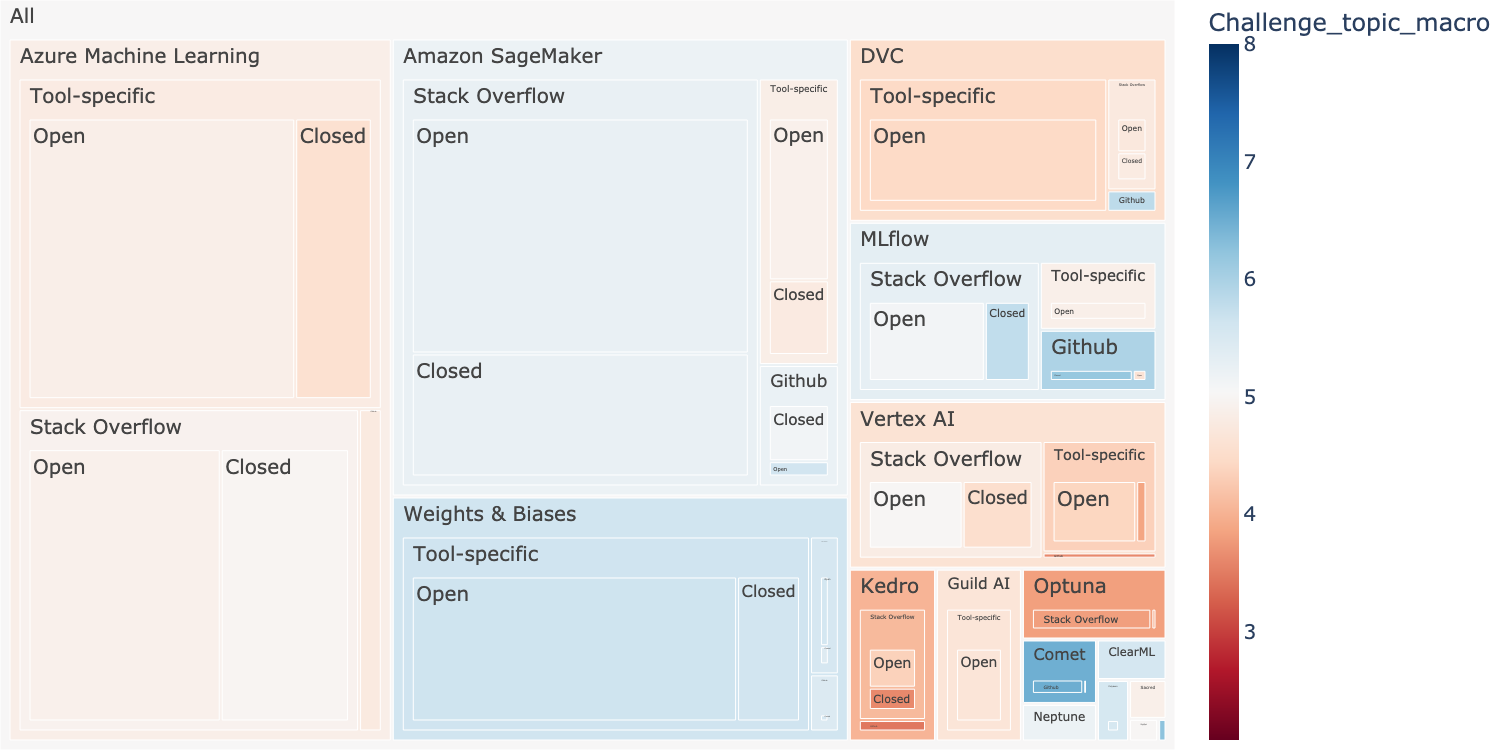 All
Challenge_topic_macro
8
7
6
5
4
3
Azure Machine Learning
Tool-specific
Open
Closed
Stack Overflow
Open
Closed
Amazon SageMaker
Stack Overflow
Open
Closed
Tool-specific
Open
Closed
Github
Closed
Open
Weights & Biases
Tool-specific
Open
Closed
DVC
Tool-specific
Open
Stack Overflow
Open
Closed
Github
MLflow
Stack Overflow
Open
Closed
Tool-specific
Open
Github
Vertex AI
Stack Overflow
Open
Closed
Tool-specific
Open
Kedro
Stack Overflow
Open
Closed
Guild AI
Tool-specific
Open
Optuna
Stack Overflow
Comet
Github
ClearML
Neptune
Sacred